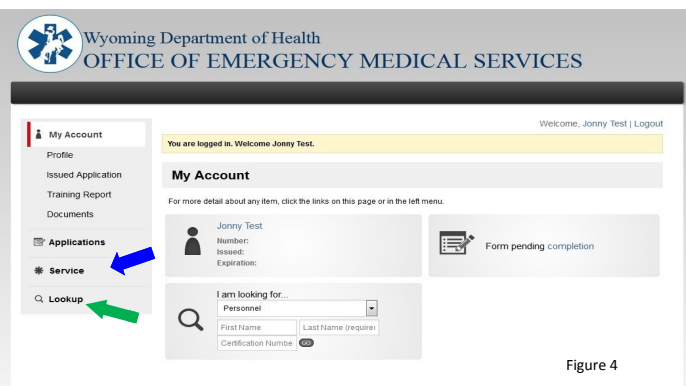 Wyoming Department of Health
OFFICE OF EMERGENCY MEDICAL SERVICES
Welcome, Jonny Test | Logout
My Account
Profile
Issued Application
Training Report
Documents
Applications
Service
Lookup
You are logged in. Welcome Jonny Test.
My Account
For more detail about any item, click the links on this page or in the left menu.
Jonny Test
Number:
Issued:
Expiration:
Form pending completion
I am looking for...
Personnel
First Name
Last Name (require
Certification Numbe
GO
Figure 4